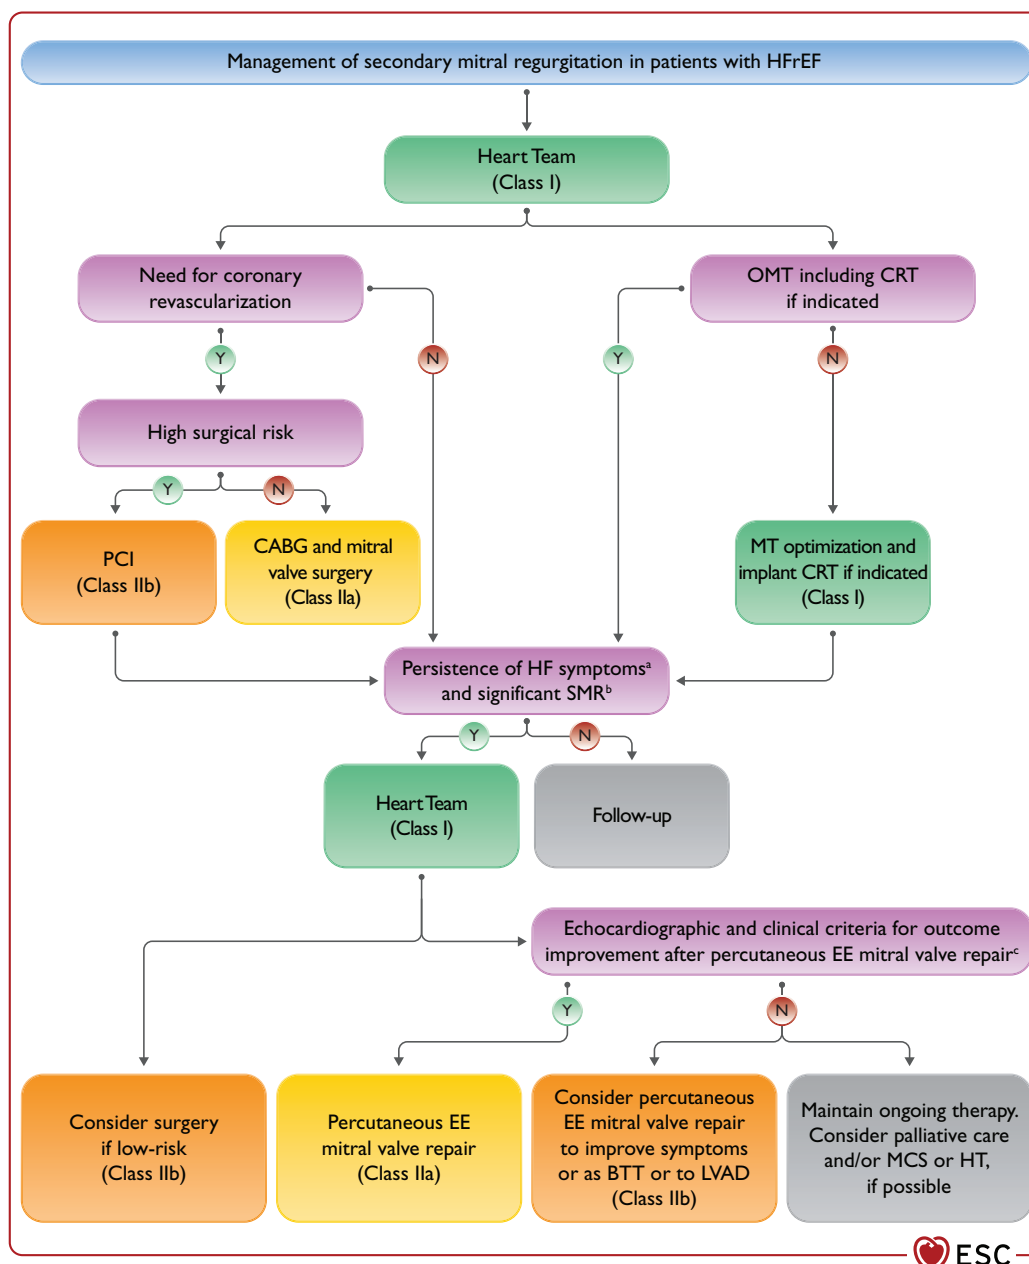 Management of secondary mitral regurgitation in patients with HFrEF
Heart Team
(Class I)
Need for coronary
revascularization
OMT including CRT
if indicated
Y
N
Y
N
High surgical risk
Y
N
PCI
(Class IIb)
CABG and mitral
valve surgery
(Class IIa)
MT optimization and
implant CRT if indicated
(Class I)
Persistence of HF symptomsᵃ
and significant SMRᵇ
Y
N
Heart Team
(Class I)
Follow-up
Echocardiographic and clinical criteria for outcome
improvement after percutaneous EE mitral valve repairᶜ
Y
N
Consider surgery
if low-risk
(Class IIb)
Percutaneous EE
mitral valve repair
(Class IIa)
Consider percutaneous
EE mitral valve repair
to improve symptoms
or as BTT or to LVAD
(Class IIb)
Maintain ongoing therapy.
Consider palliative care
and/or MCS or HT,
if possible
ESC